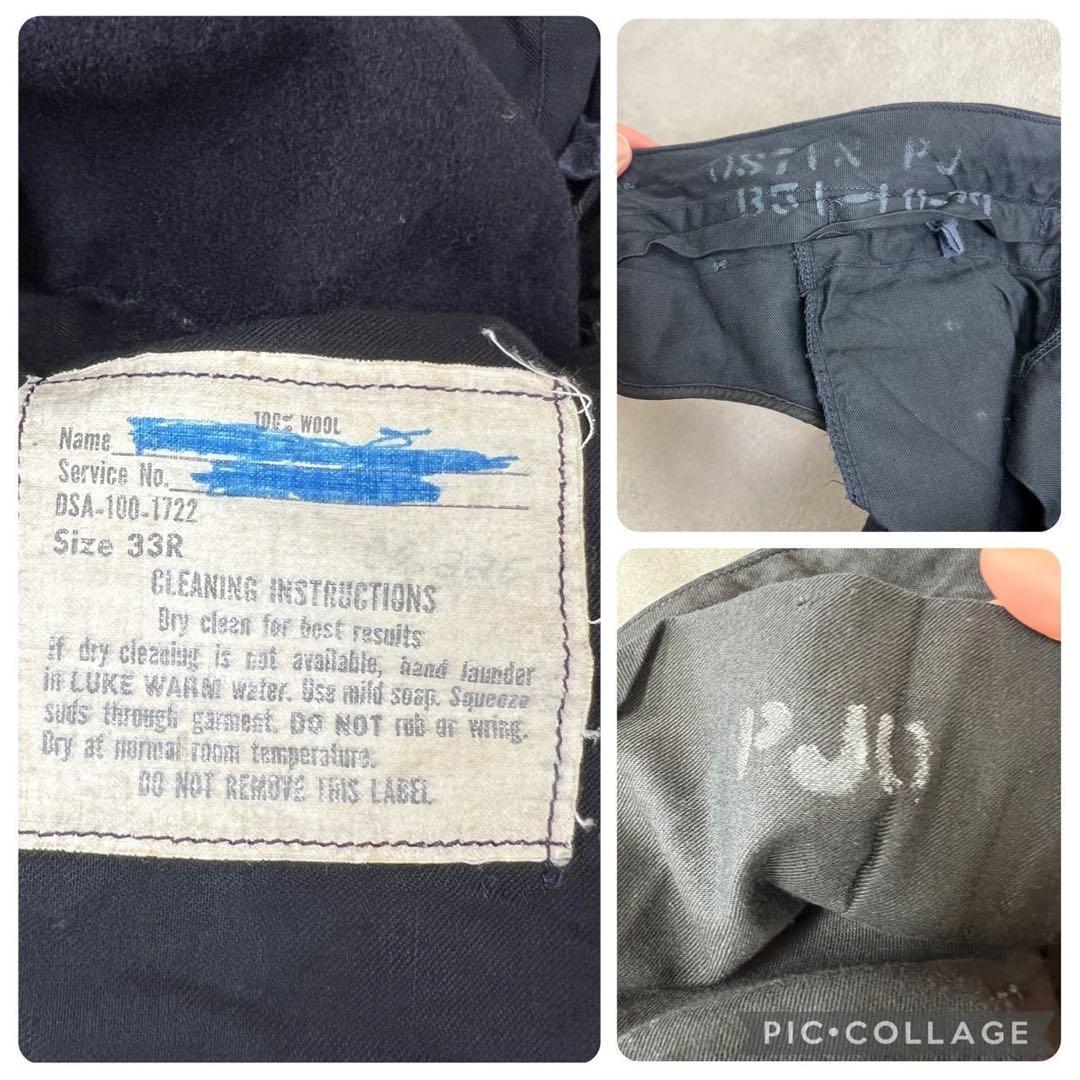 100% WOOL
Name
Service No.
DSA-100-1722
Size 33R
CLEANING INSTRUCTIONS
Dry clean for best results
If dry cleaning is not available, hand launder
in LUKE WARM water. Use mild soap. Squeeze
suds through garment. DO NOT rub or wring.
Dry at normal room temperature.
DO NOT REMOVE THIS LABEL
PJ
PJD
PIC•COLLAGE